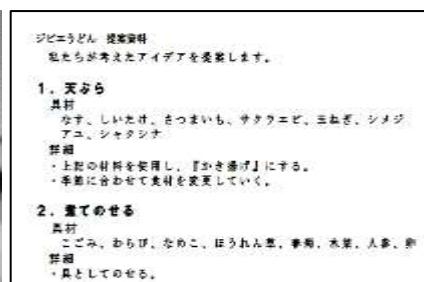 ジビエうどん 提案資料
私たちが考えたアイデアを提案します。
1．天ぷら
具材
なす、しいたけ、さつまいも、サクラエビ、玉ねぎ、シメジ
アユ、シャクシナ
詳細
・上記の材料を使用し、『かき揚げ』にする。
・季節に合わせて食材を変更していく。
2．煮てのせる
具材
こごみ、わらび、なめこ、ほうれん草、春菊、水菜、人参、卵
詳細
・具としてのせる。